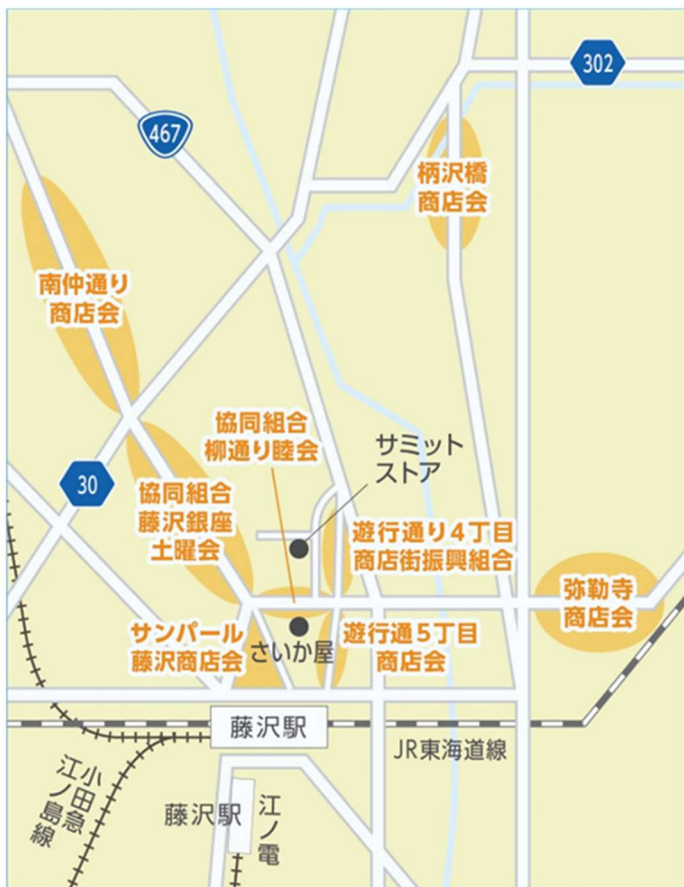 302
467
柄沢橋
商店会
南仲通り
商店会
協同組合
柳通り睦会
サミット
ストア
30
協同組合
藤沢銀座
土曜会
遊行通り4丁目
商店街振興組合
弥勒寺
商店会
サンパール
藤沢商店会
さいか屋
遊行通5丁目
商店会
藤沢駅
JR東海道線
小田急
江ノ島線
藤沢駅
江ノ電